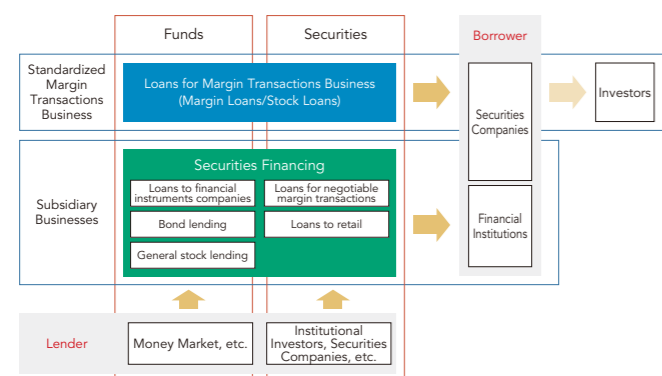 Funds
Securities
Borrower
Standardized
Margin
Transactions
Business
Loans for Margin Transactions Business
(Margin Loans/Stock Loans)
Securities
Companies
Investors
Subsidiary
Businesses
Securities Financing
Loans to financial
instruments companies
Loans for negotiable
margin transactions
Bond lending
Loans to retail
General stock lending
Financial
Institutions
Lender
Money Market, etc.
Institutional
Investors, Securities
Companies, etc.